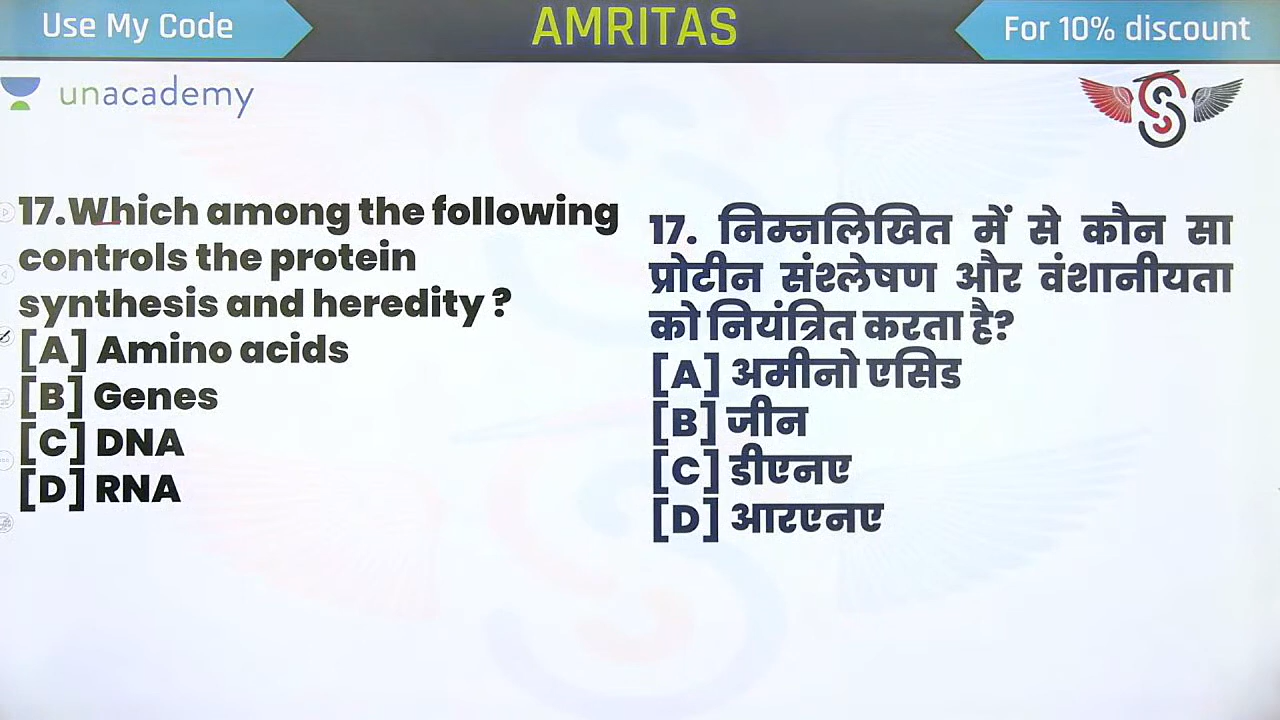 Use My Code
AMRITAS
For 10% discount
unacademy
17.Which among the following
controls the protein
synthesis and heredity ?
[A] Amino acids
[B] Genes
[C] DNA
[D] RNA
17. निम्नलिखित में से कौन सा
प्रोटीन संश्लेषण और वंशानीयता
को नियंत्रित करता है?
[A] अमीनो एसिड
[B] जीन
[C] डीएनए
[D] आरएनए